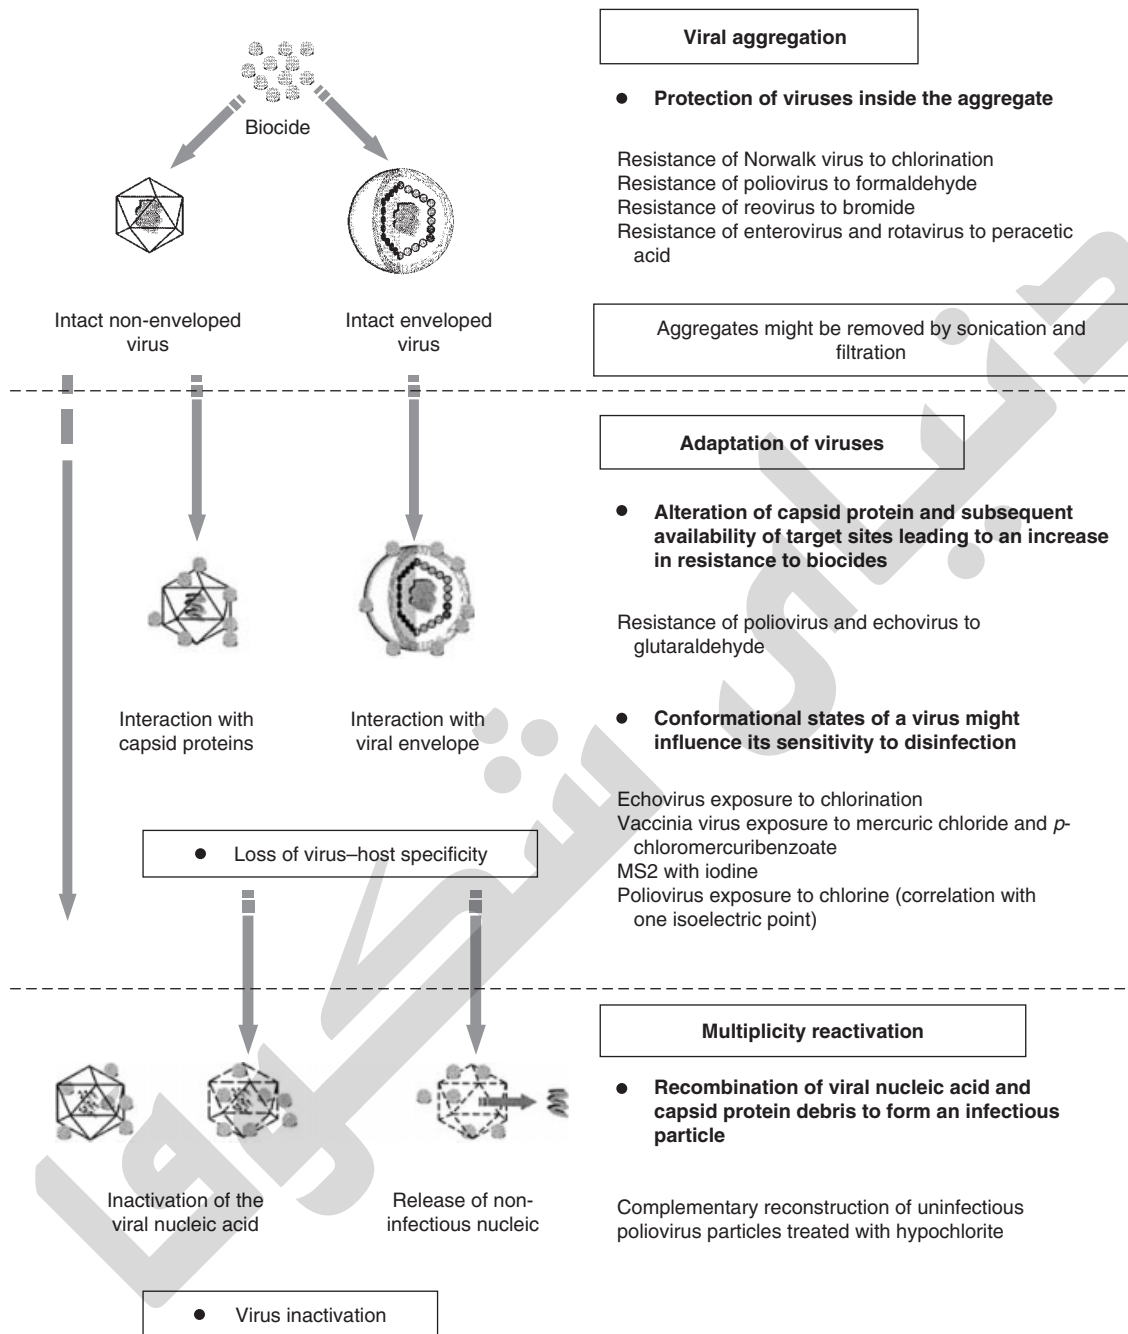 Biocide
Intact non-enveloped
virus
Intact enveloped
virus
Viral aggregation
● Protection of viruses inside the aggregate
Resistance of Norwalk virus to chlorination
Resistance of poliovirus to formaldehyde
Resistance of reovirus to bromide
Resistance of enterovirus and rotavirus to peracetic
acid
Aggregates might be removed by sonication and
filtration
Interaction with
capsid proteins
Interaction with
viral envelope
● Loss of virus–host specificity
Adaptation of viruses
● Alteration of capsid protein and subsequent
availability of target sites leading to an increase
in resistance to biocides
Resistance of poliovirus and echovirus to
glutaraldehyde
● Conformational states of a virus might
influence its sensitivity to disinfection
Echovirus exposure to chlorination
Vaccinia virus exposure to mercuric chloride and p-
chloromercuribenzoate
MS2 with iodine
Poliovirus exposure to chlorine (correlation with
one isoelectric point)
Inactivation of the
viral nucleic acid
Release of non-
infectious nucleic
● Virus inactivation
Multiplicity reactivation
● Recombination of viral nucleic acid and
capsid protein debris to form an infectious
particle
Complementary reconstruction of uninfectious
poliovirus particles treated with hypochlorite